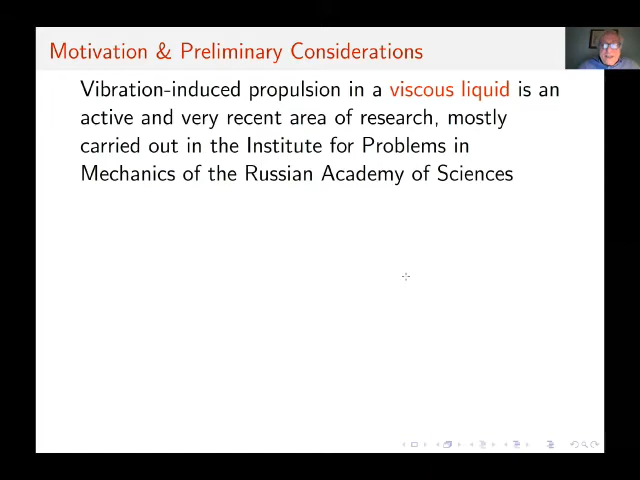 Motivation & Preliminary Considerations
Vibration-induced propulsion in a viscous liquid is an
active and very recent area of research, mostly
carried out in the Institute for Problems in
Mechanics of the Russian Academy of Sciences